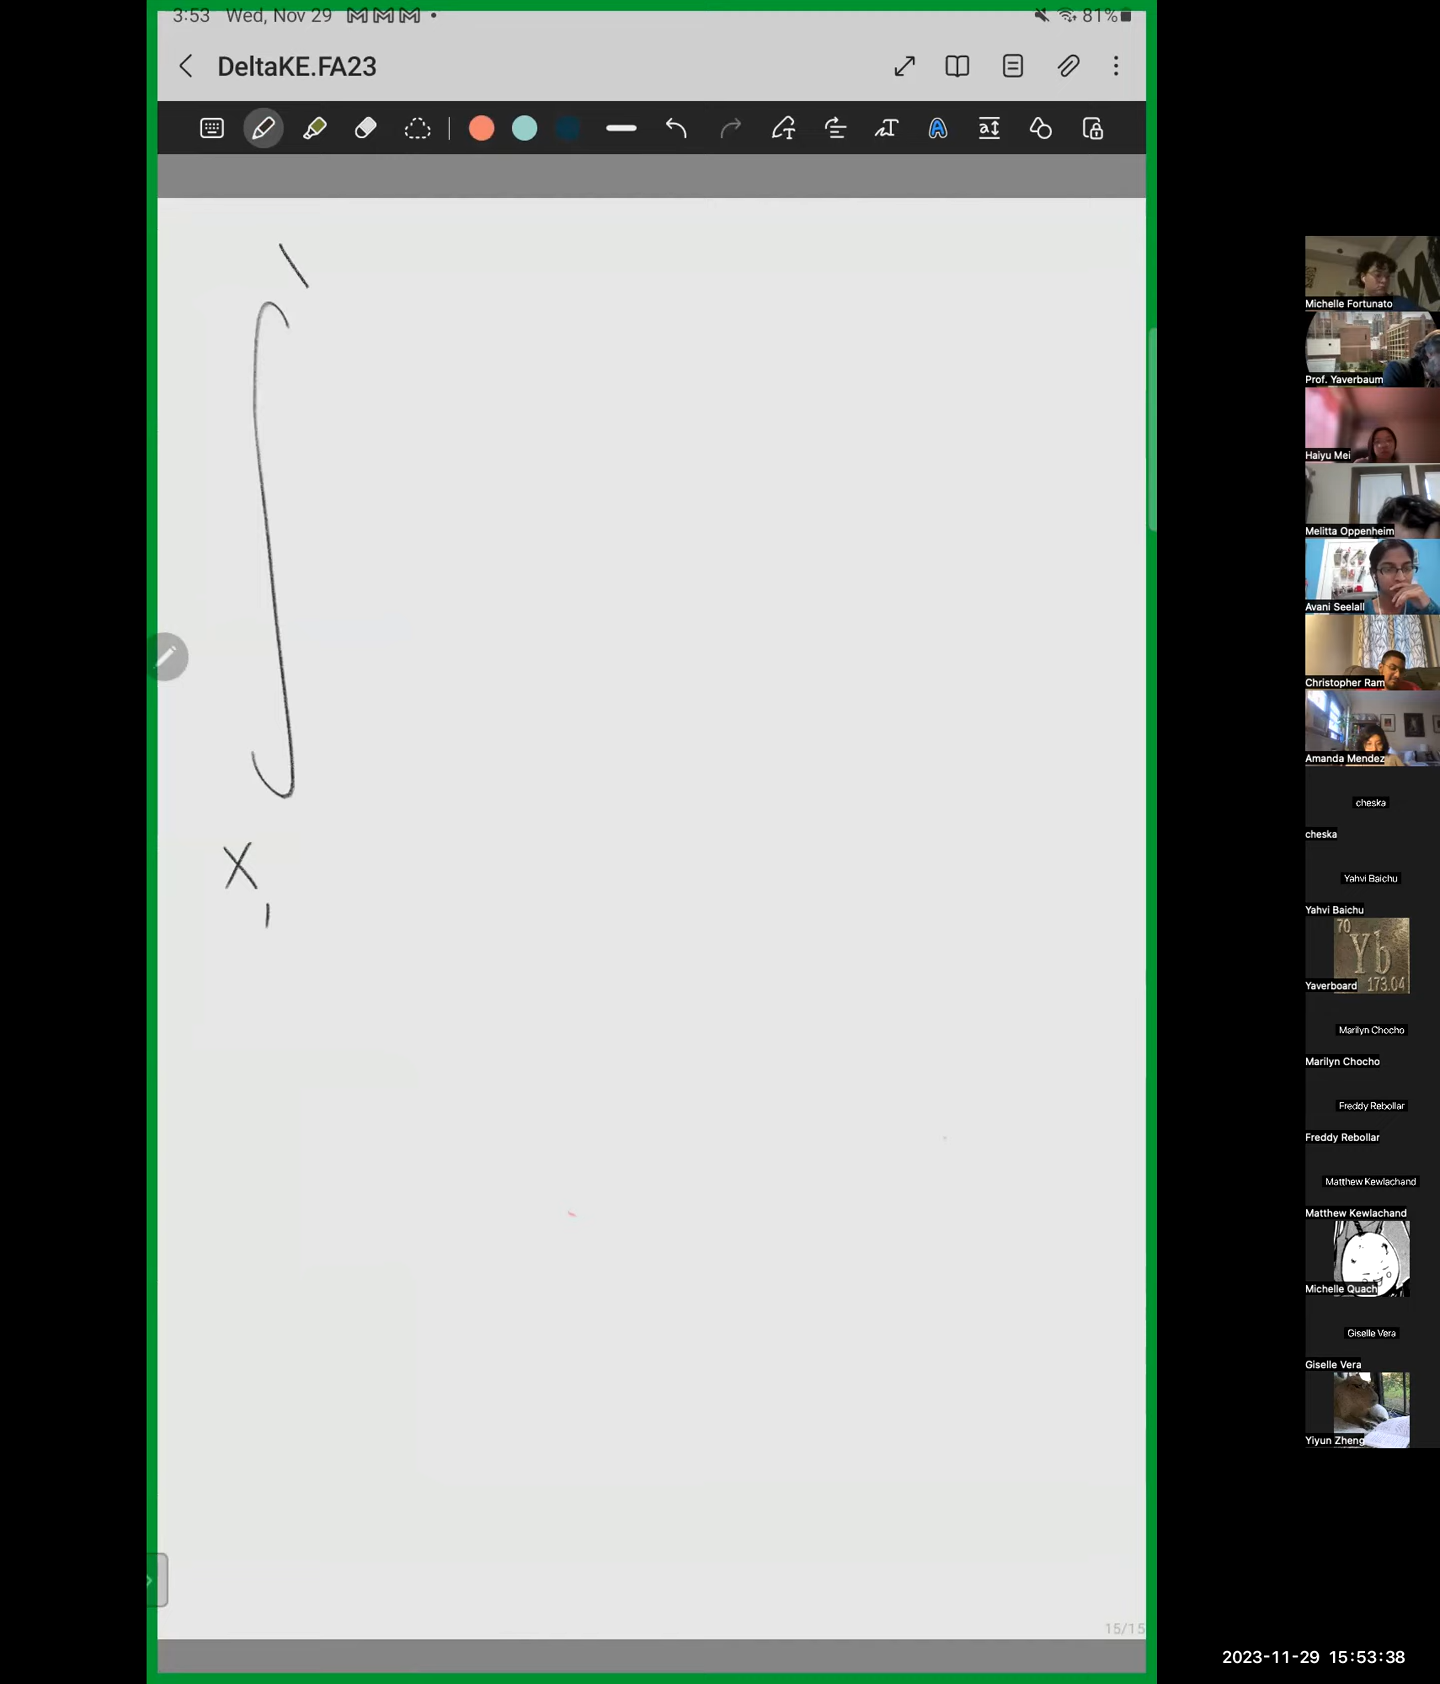 3:53 Wed, Nov 29
81%
DeltaKE.FA23
\
∫
X
1
15/15
Michelle Fortunato
Prof. Yaverbaum
Haiyu Mei
Melitta Oppenheim
Avani Seelall
Christopher Ram
Amanda Mendez
cheska
cheska
Yahvi Baichu
Yahvi Baichu
70
Yb
Yaverboard 173.04
Marilyn Chocho
Marilyn Chocho
Freddy Rebollar
Freddy Rebollar
Matthew Kewlachand
Matthew Kewlachand
Michelle Quach
Giselle Vera
Giselle Vera
Yiyun Zheng
2023-11-29 15:53:38